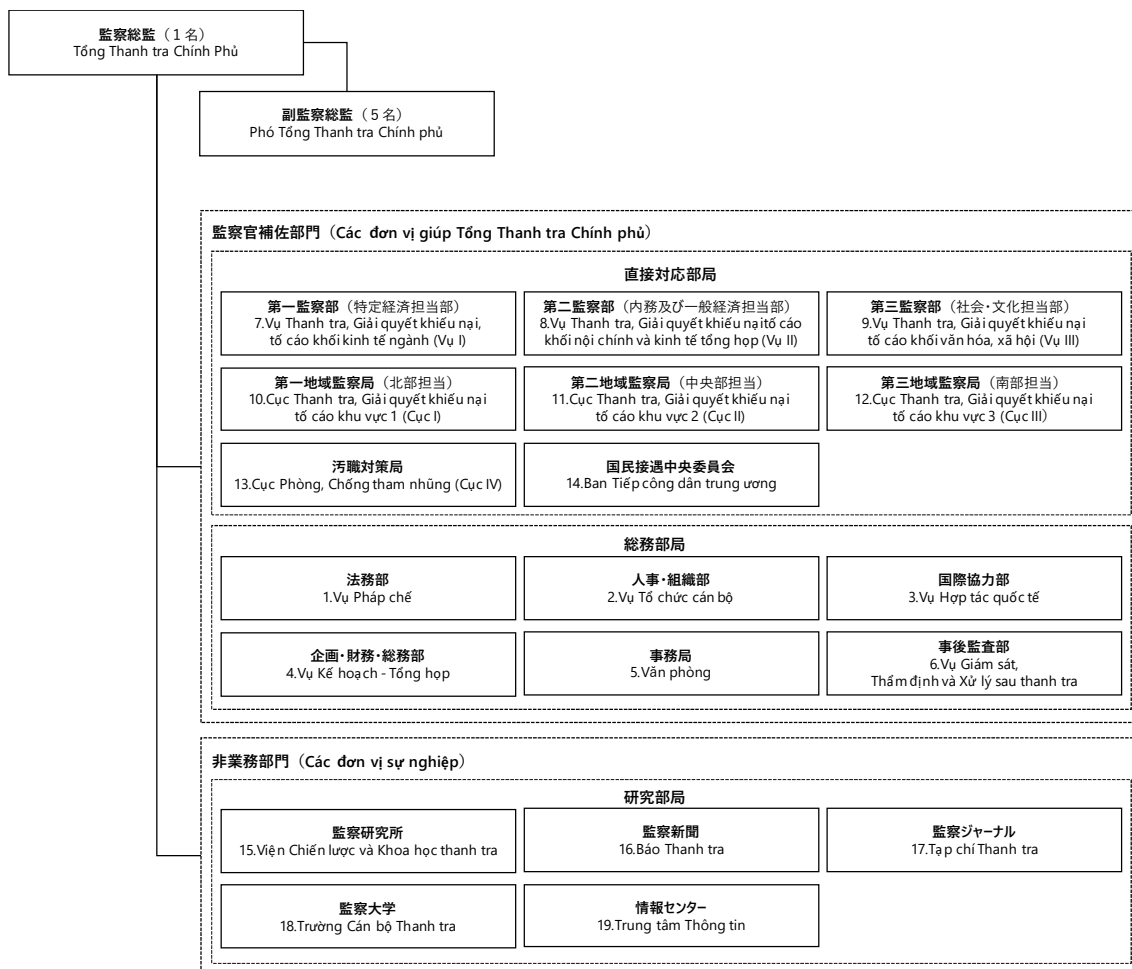 監察総監（１名）
Tổng Thanh tra Chính Phủ
副監察総監（５名）
Phó Tổng Thanh tra Chính phủ
監察官補佐部門（Các đơn vị giúp Tổng Thanh tra Chính phủ）
直接対応部局
第一監察部（特定経済担当部）
7.Vụ Thanh tra, Giải quyết khiếu nại,
tố cáo khối kinh tế ngành (Vụ I)
第二監察部（内務及び一般経済担当部）
8.Vụ Thanh tra, Giải quyết khiếu nạitố cáo
khối nội chính và kinh tế tổng họp (Vụ II)
第三監察部（社会・文化担当部）
9.Vụ Thanh tra, Giải quyết khiếu nại
tố cáo khối văn hóa, xã hội (Vụ III)
第一地域監察局（北部担当）
10.Cục Thanh tra, Giải quyết khiếu nại
tố cáo khu vực 1 (Cục I)
第二地域監察局（中央部担当）
11.Cục Thanh tra, Giải quyết khiếu nại
tố cáo khu vực 2 (Cục II)
第三地域監察局（南部担当）
12.Cục Thanh tra, Giải quyết khiếu nại
tố cáo khu vực 3 (Cục III）
汚職対策局
13.Cục Phòng, Chống tham nhũng (Cục IV)
国民接遇中央委員会
14.Ban Tiếp công dân trung ương
総務部局
法務部
1.Vụ Pháp chế
人事・組織部
2.Vụ Tổ chức cán bộ
国際協力部
3.Vụ Hợp tác quốc tế
企画・財務・総務部
4.Vụ Kế hoạch - Tổng họp
事務局
5.Văn phòng
事後監査部
6.Vụ Giám sát,
Thẩm định và Xử lý sau thanh tra
非業務部門（Các đơn vị sự nghiệp）
研究部局
監察研究所
15.Viện Chiến lược và Khoa học thanh tra
監察新聞
16.Báo Thanh tra
監察ジャーナル
17.Tạp chí Thanh tra
監察大学
18.Trường Cán bộ Thanh tra
情報センター
19.Trung tâm Thông tin